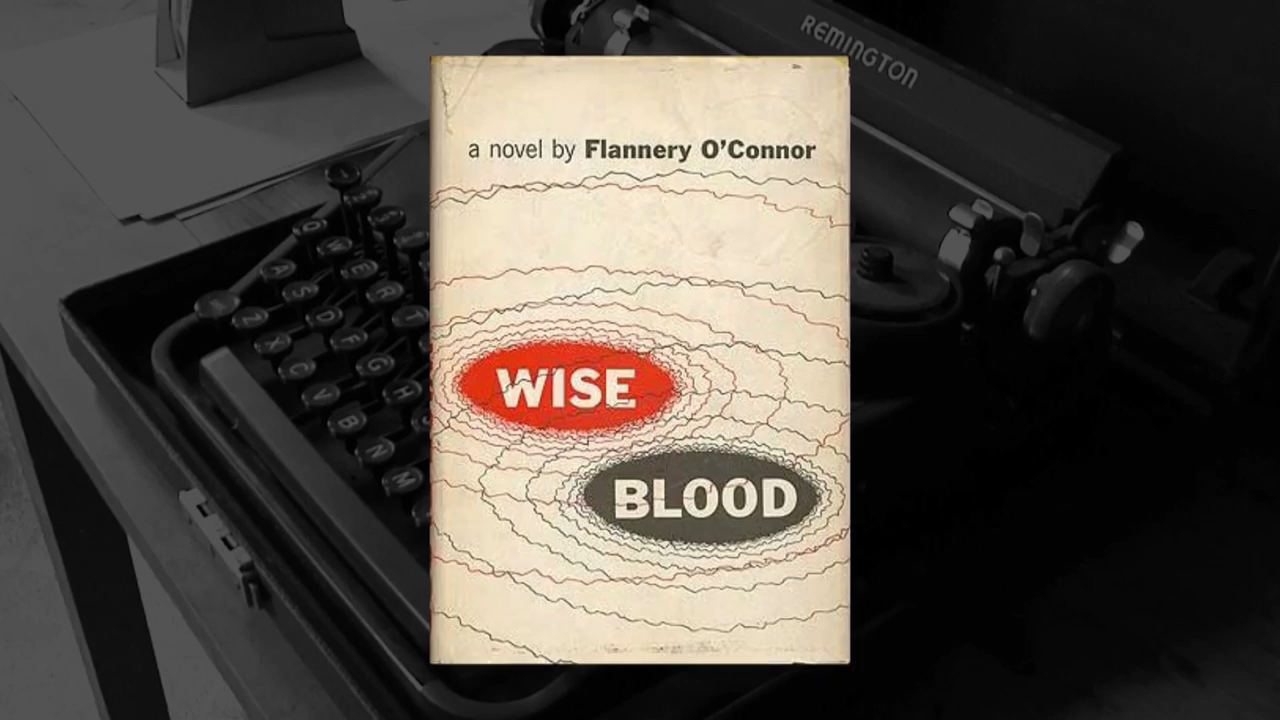 REMINGTON
a novel by Flannery O'Connor
WISE
BLOOD
E R T
A S D F G H
Z X C V B N M